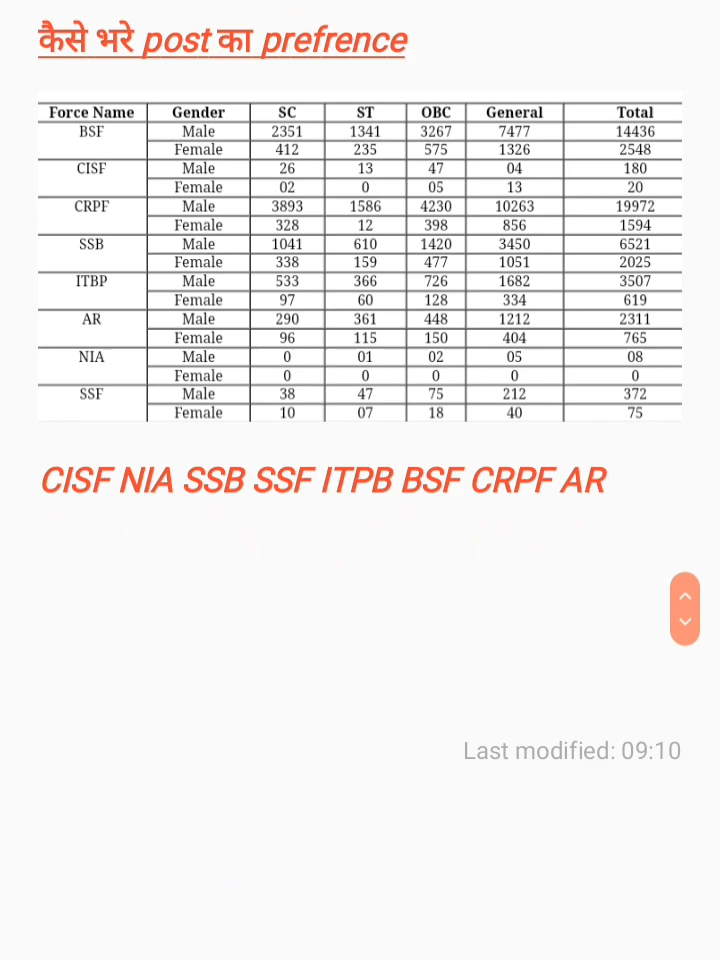 कैसे भरे post का prefrence
Force Name Gender SC ST OBC General Total
BSF Male 2351 1341 3267 7477 14436
Female 412 235 575 1326 2548
CISF Male 26 13 47 04 180
Female 02 0 05 13 20
CRPF Male 3893 1586 4230 10263 19972
Female 328 12 398 856 1594
SSB Male 1041 610 1420 3450 6521
Female 338 159 477 1051 2025
ITBP Male 533 366 726 1682 3507
Female 97 60 128 334 619
AR Male 290 361 448 1212 2311
Female 96 115 150 404 765
NIA Male 0 01 02 05 08
Female 0 0 0 0 0
SSF Male 38 47 75 212 372
Female 10 07 18 40 75
CISF NIA SSB SSF ITPB BSF CRPF AR
Last modified: 09:10